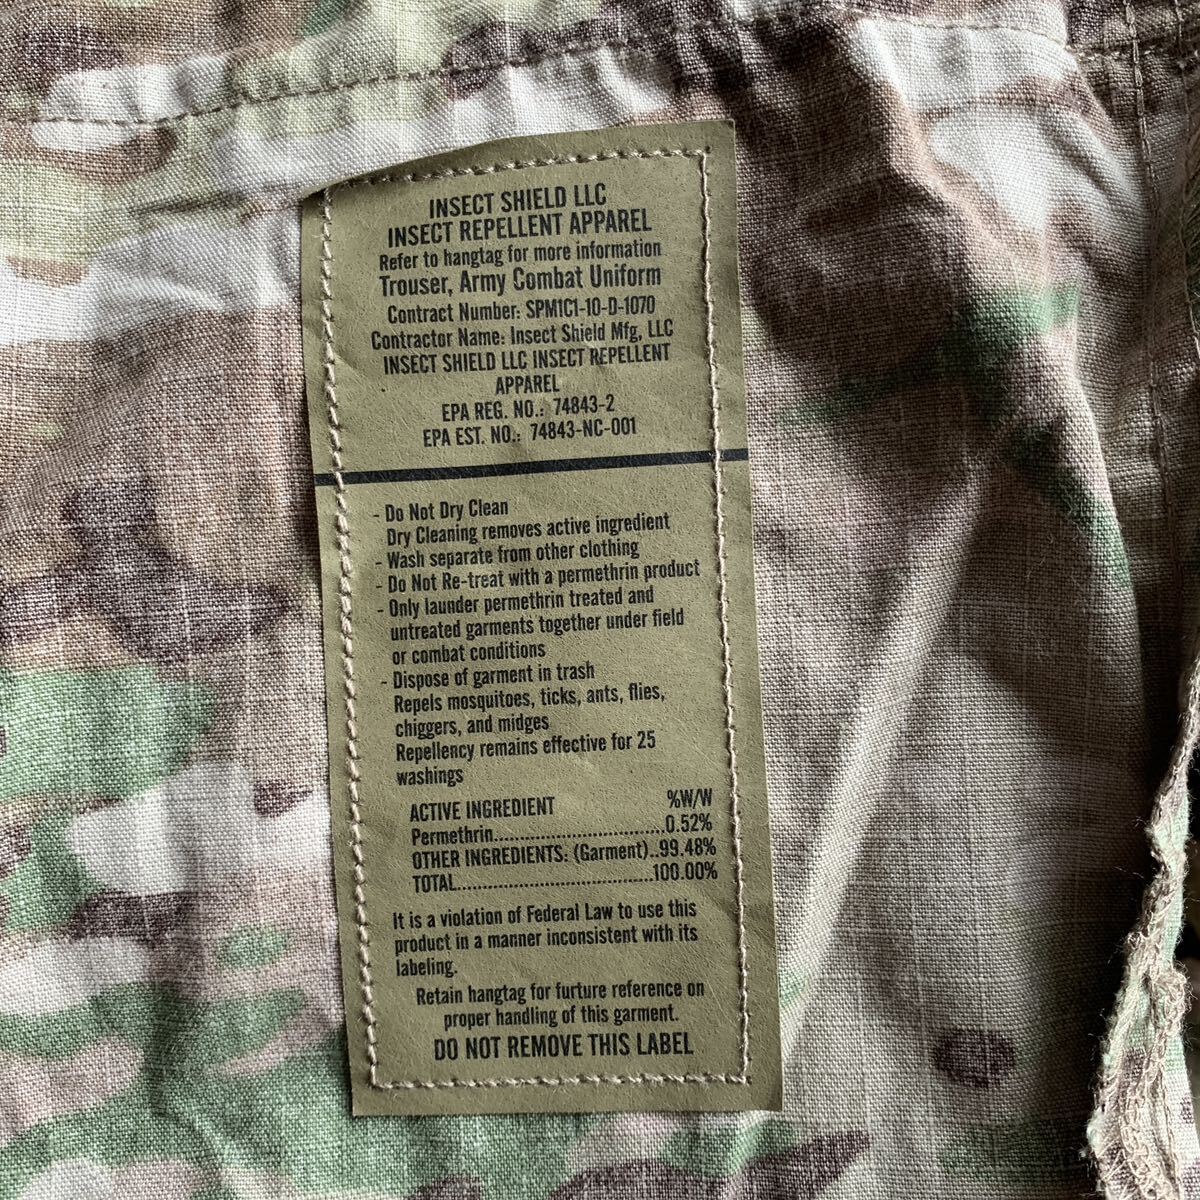 INSECT SHIELD LLC
INSECT REPELLENT APPAREL
Refer to hangtag for more information
Trouser, Army Combat Uniform
Contract Number: SPM1C1-10-D-1070
Contractor Name: Insect Shield Mfg, LLC
INSECT SHIELD LLC INSECT REPELLENT
APPAREL
EPA REG. NO.: 74843-2
EPA EST. NO.: 74843-NC-001
- Do Not Dry Clean
Dry Cleaning removes active ingredient
- Wash separate from other clothing
- Do Not Re-treat with a permethrin product
- Only launder permethrin treated and
untreated garments together under field
or combat conditions
- Dispose of garment in trash
Repels mosquitoes, ticks, ants, flies,
chiggers, and midges
Repellency remains effective for 25
washings
ACTIVE INGREDIENT %W/W
Permethrin..................................0.52%
OTHER INGREDIENTS: (Garment)..99.48%
TOTAL.......................................100.00%
It is a violation of Federal Law to use this
product in a manner inconsistent with its
labeling.
Retain hangtag for furture reference on
proper handling of this garment.
DO NOT REMOVE THIS LABEL